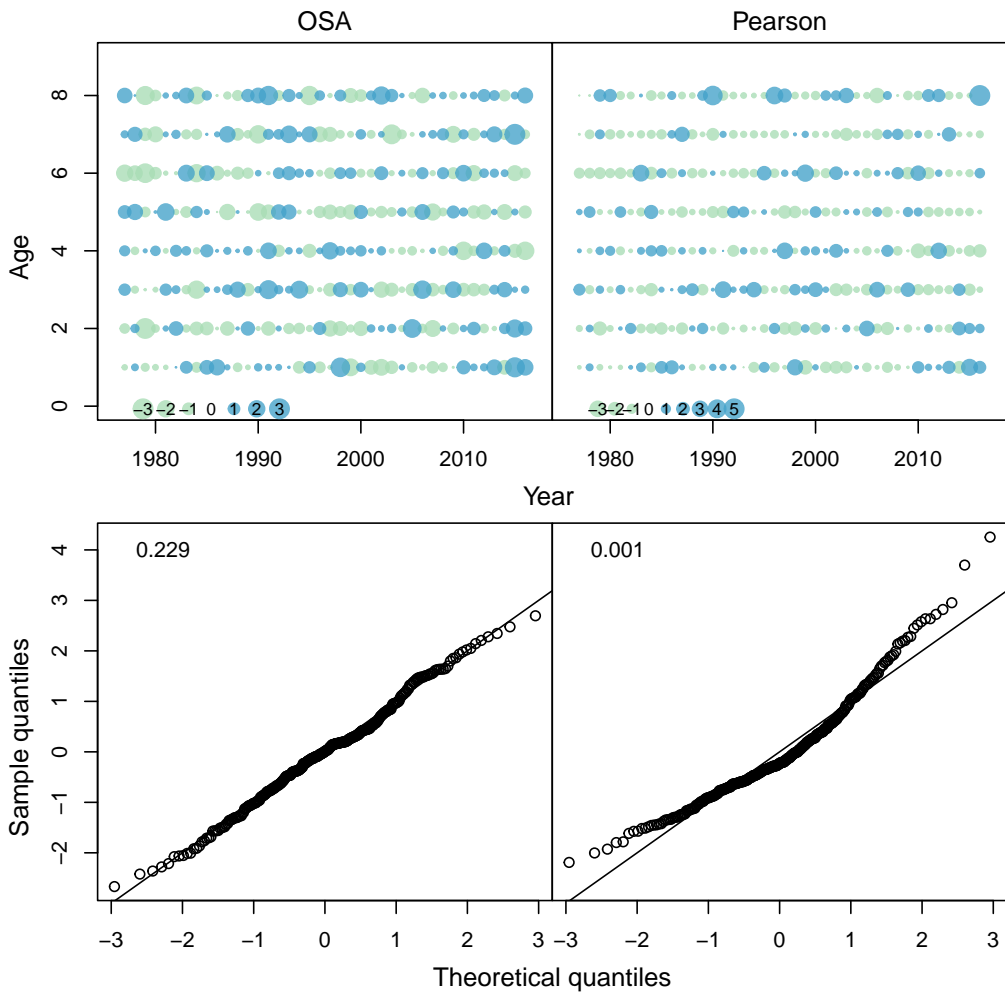 OSA
Pearson
Age
8
6
4
2
0
−3 −2 −1 0 1 2 3
−3 −2 −1 0 1 2 3 4 5
1980 1990 2000 2010
1980 1990 2000 2010
Year
Sample quantiles
4
3
2
1
0
−1
−2
0.229
0.001
−3 −2 −1 0 1 2 3
−3 −2 −1 0 1 2 3
Theoretical quantiles